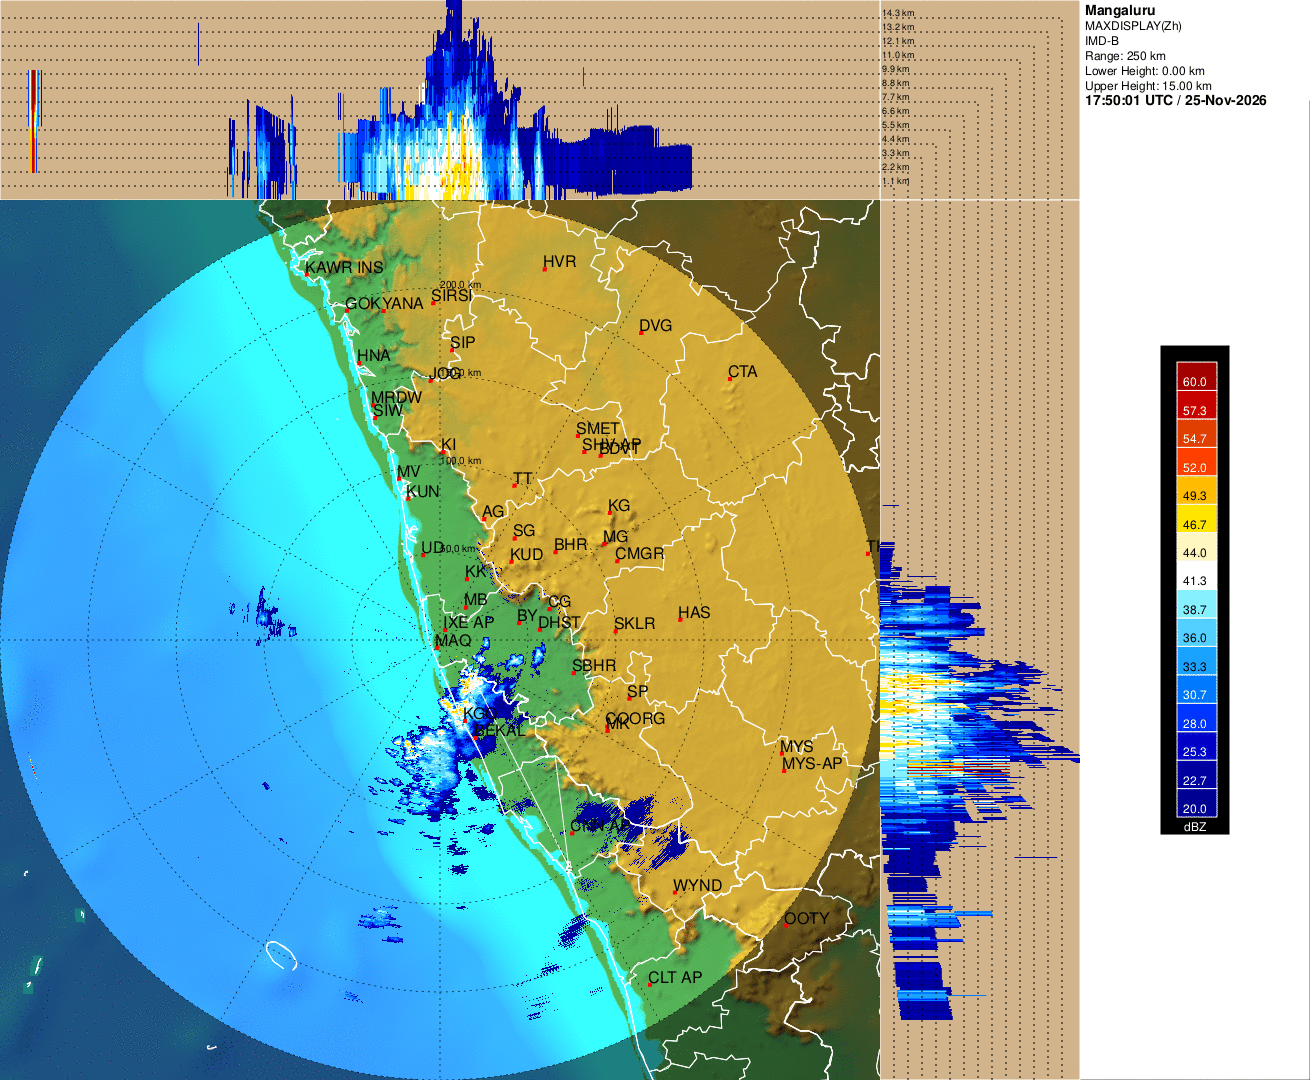 14.3 km
13.2 km
12.1 km
11.0 km
9.9 km
8.8 km
7.7 km
6.6 km
5.5 km
4.4 km
3.3 km
2.2 km
1.1 km
Mangaluru
MAXDISPLAY(Zh)
IMD-B
Range: 250 km
Lower Height: 0.00 km
Upper Height: 15.00 km
17:50:01 UTC / 25-Nov-2026
KAWR INS
HVR
200.0 km
SIRSI
GOKYANA
DVG
SIP
HNA
JOG
CTA
MRDW
SIW
SMET
SHV-AP
BDVT
KI
100.0 km
MV
TT
KUN
KG
AG
SG
MG
UD
50.0 km
KUD
BHR
CMGR
KK
MB
CG
IXE AP
BY
DHST
SKLR
HAS
MAQ
SBHR
SP
KG
COORG
MK
BEKAL
MYS
MYS-AP
WYND
OOTY
CLT AP
60.0
57.3
54.7
52.0
49.3
46.7
44.0
41.3
38.7
36.0
33.3
30.7
28.0
25.3
22.7
20.0
dBZ